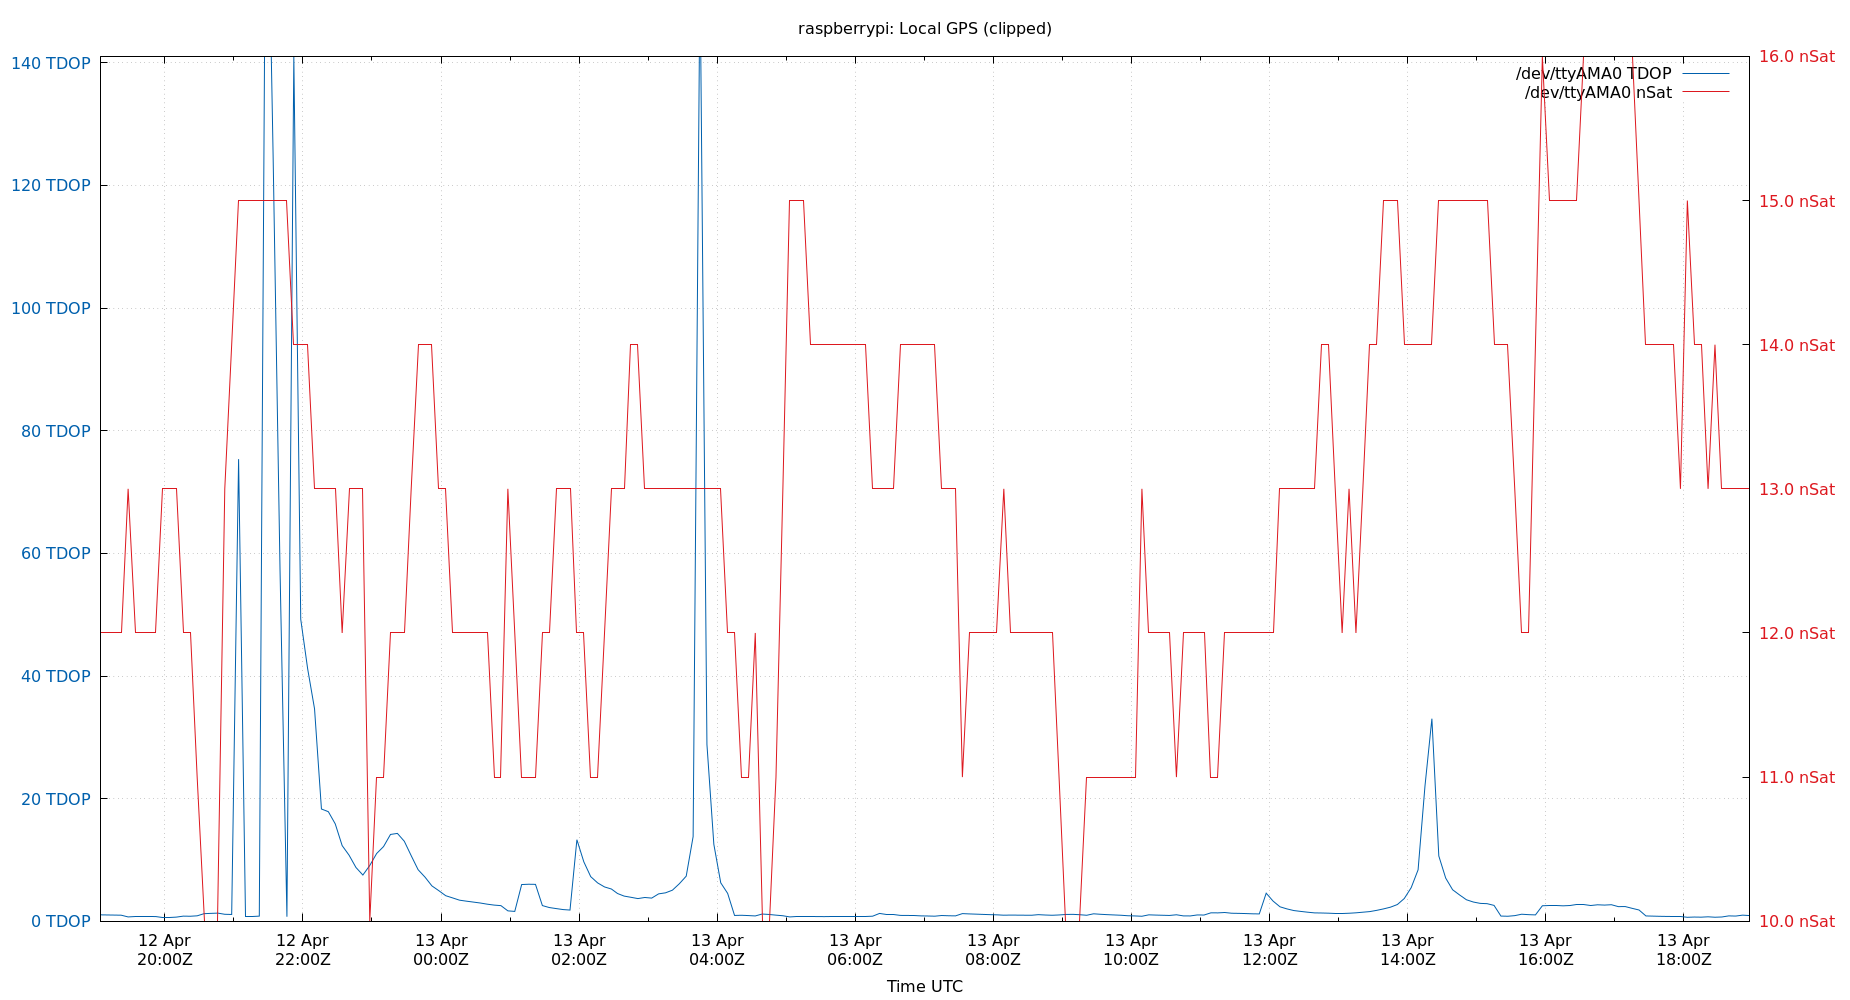 raspberrypi: Local GPS (clipped)
140 TDOP
120 TDOP
100 TDOP
80 TDOP
60 TDOP
40 TDOP
20 TDOP
0 TDOP
16.0 nSat
15.0 nSat
14.0 nSat
13.0 nSat
12.0 nSat
11.0 nSat
10.0 nSat
/dev/ttyAMA0 TDOP
/dev/ttyAMA0 nSat
12 Apr
20:00Z
12 Apr
22:00Z
13 Apr
00:00Z
13 Apr
02:00Z
13 Apr
04:00Z
13 Apr
06:00Z
13 Apr
08:00Z
13 Apr
10:00Z
13 Apr
12:00Z
13 Apr
14:00Z
13 Apr
16:00Z
13 Apr
18:00Z
Time UTC